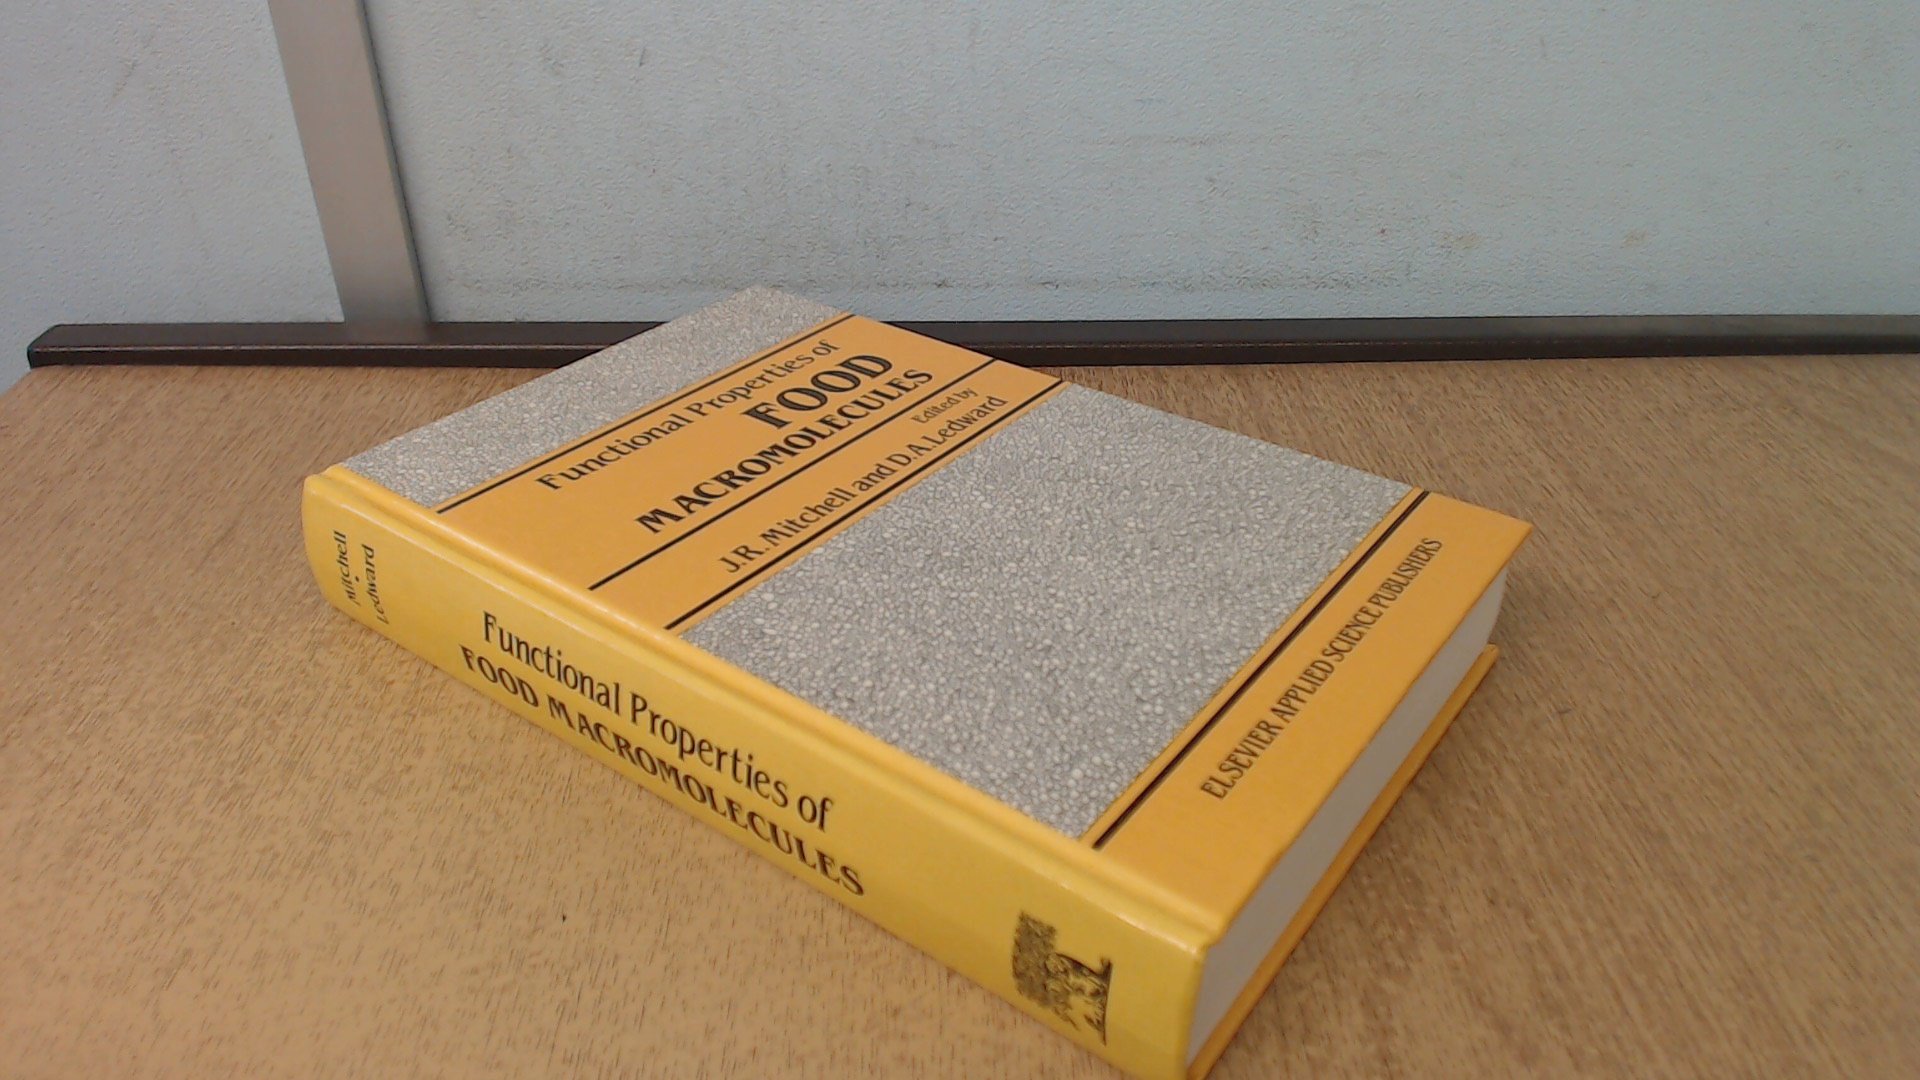 Functional Properties of
FOOD
MACROMOLECULES
Edited by
J.R. Mitchell and D.A. Ledward
ELSEVIER APPLIED SCIENCE PUBLISHERS
Mitchell
•
Ledward
Functional Properties of
FOOD MACROMOLECULES